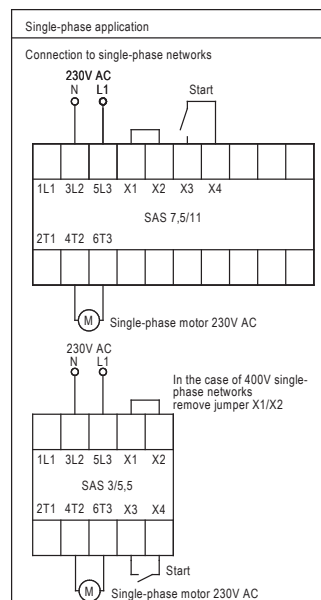 Single-phase application
Connection to single-phase networks
230V AC
N L1
Start
1L1 3L2 5L3 X1 X2 X3 X4
SAS 7,5/11
2T1 4T2 6T3
M
Single-phase motor 230V AC
230V AC
N L1
In the case of 400V single-
phase networks
remove jumper X1/X2
1L1 3L2 5L3 X1 X2
SAS 3/5,5
2T1 4T2 6T3 X3 X4
Start
M
Single-phase motor 230V AC